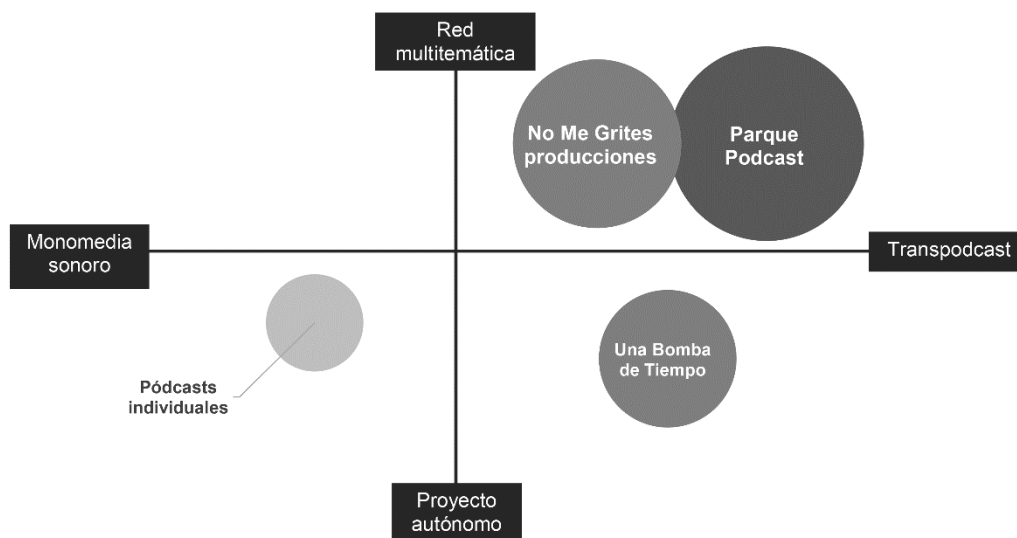 Red
multitemática
No Me Grites
producciones
Parque
Podcast
Monomedia
sonoro
Transpodcast
Una Bomba
de Tiempo
Pódcasts
individuales
Proyecto
autónomo